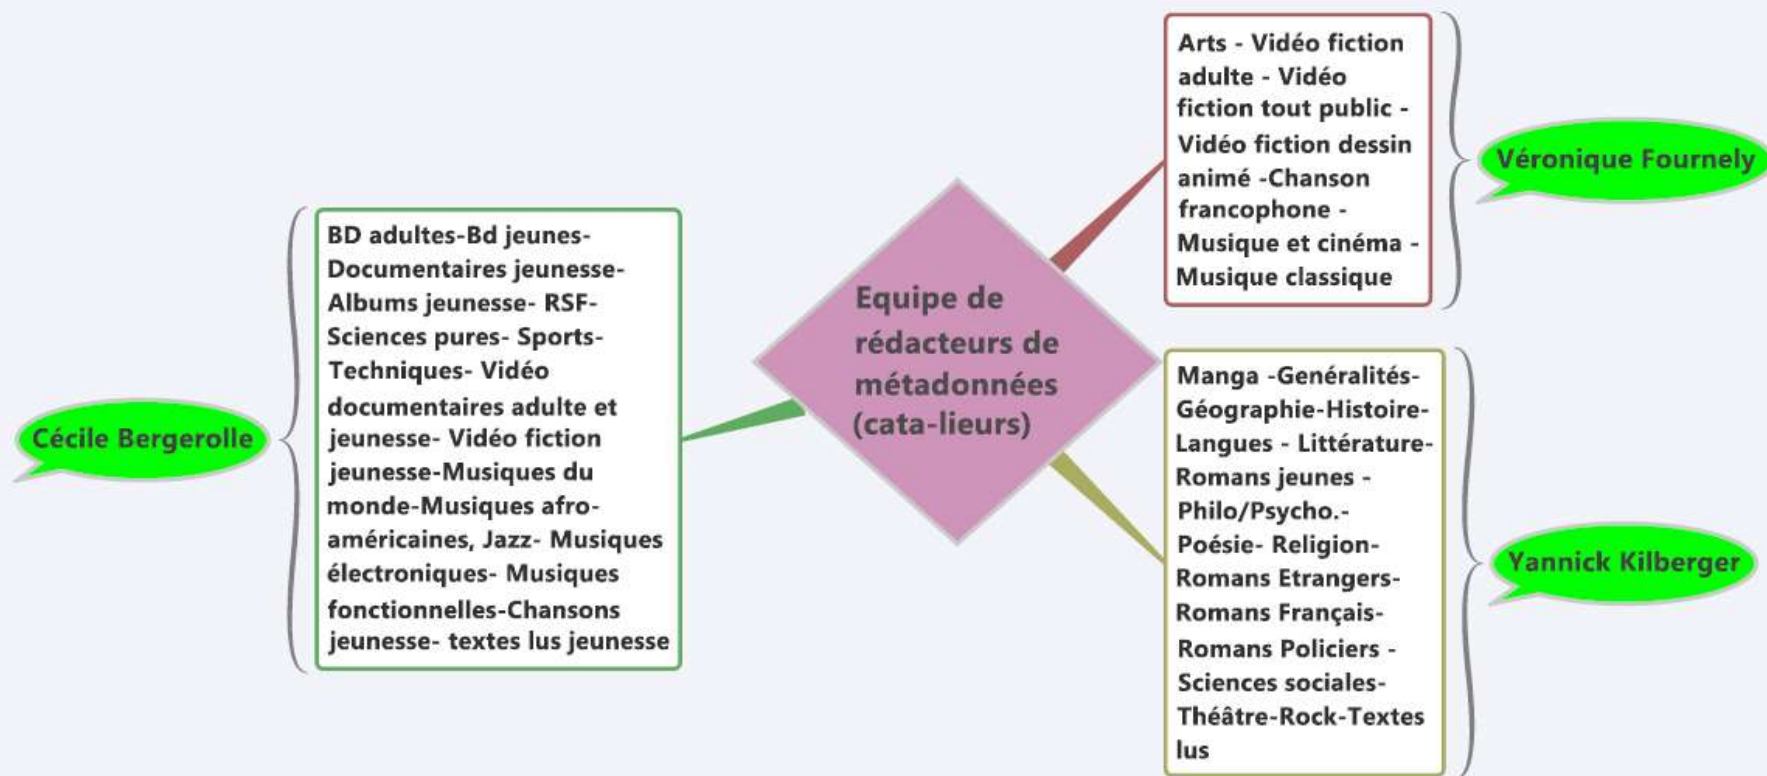 Arts - Vidéo fiction
adulte - Vidéo
fiction tout public -
Vidéo fiction dessin
animé -Chanson
francophone -
Musique et cinéma -
Musique classique
Véronique Fournely
BD adultes-Bd jeunes-
Documentaires jeunesse-
Albums jeunesse- RSF-
Sciences pures- Sports-
Techniques- Vidéo
documentaires adulte et
jeunesse- Vidéo fiction
jeunesse-Musiques du
monde-Musiques afro-
américaines, Jazz- Musiques
électroniques- Musiques
fonctionnelles-Chansons
jeunesse- textes lus jeunesse
Cécile Bergerolle
Equipe de
rédacteurs de
métadonnées
(cata-lieurs)
Manga -Genéralités-
Géographie-Histoire-
Langues - Littérature-
Romans jeunes -
Philo/Psycho.-
Poésie- Religion-
Romans Etrangers-
Romans Français-
Romans Policiers -
Sciences sociales-
Théâtre-Rock-Textes
lus
Yannick Kilberger